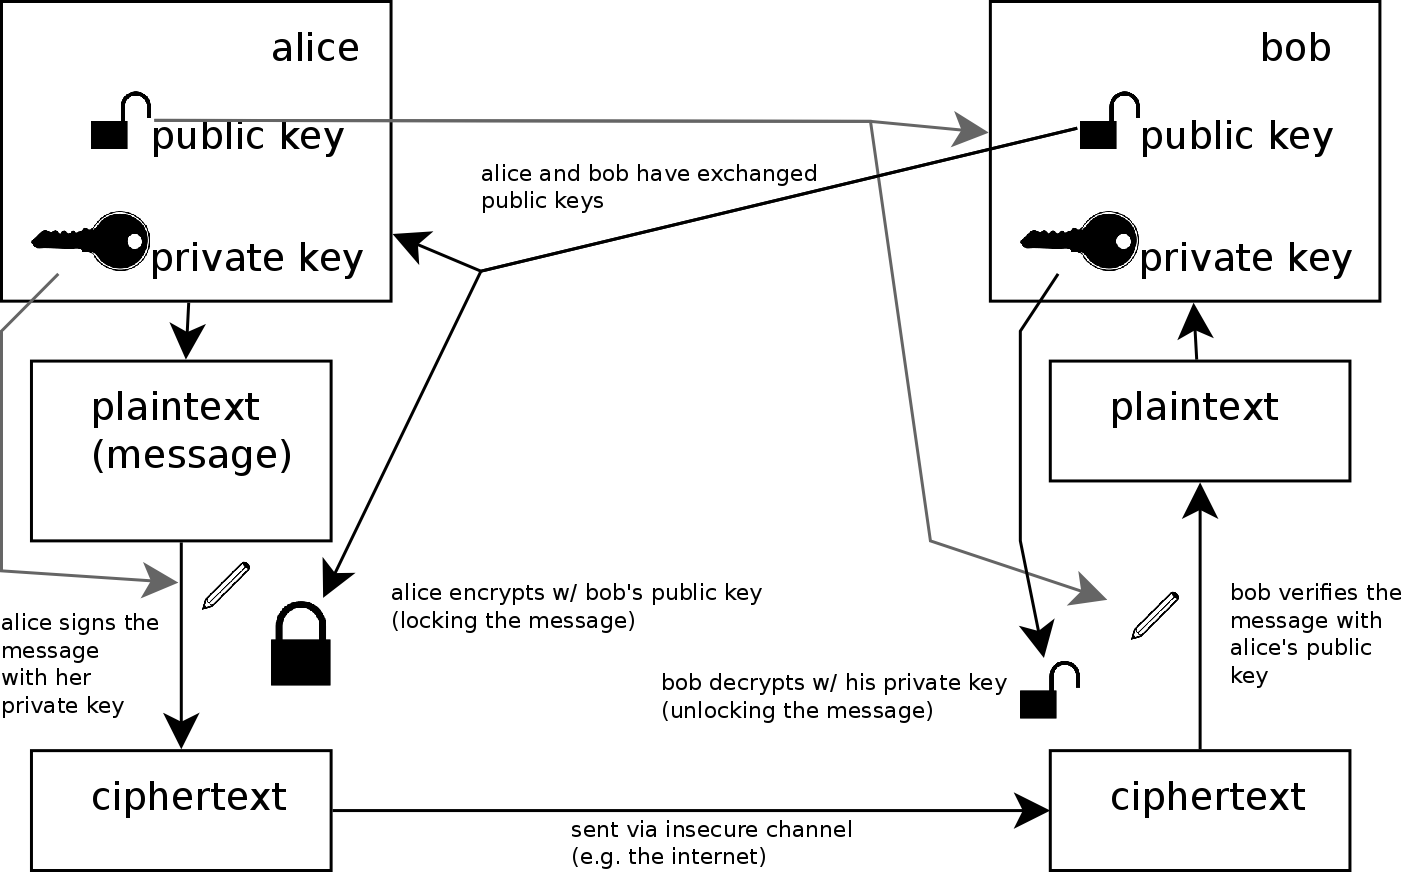 alice
public key
private key
bob
public key
private key
alice and bob have exchanged
public keys
plaintext
(message)
plaintext
alice signs the
message
with her
private key
alice encrypts w/ bob's public key
(locking the message)
bob decrypts w/ his private key
(unlocking the message)
bob verifies the
message with
alice's public
key
ciphertext
sent via insecure channel
(e.g. the internet)
ciphertext